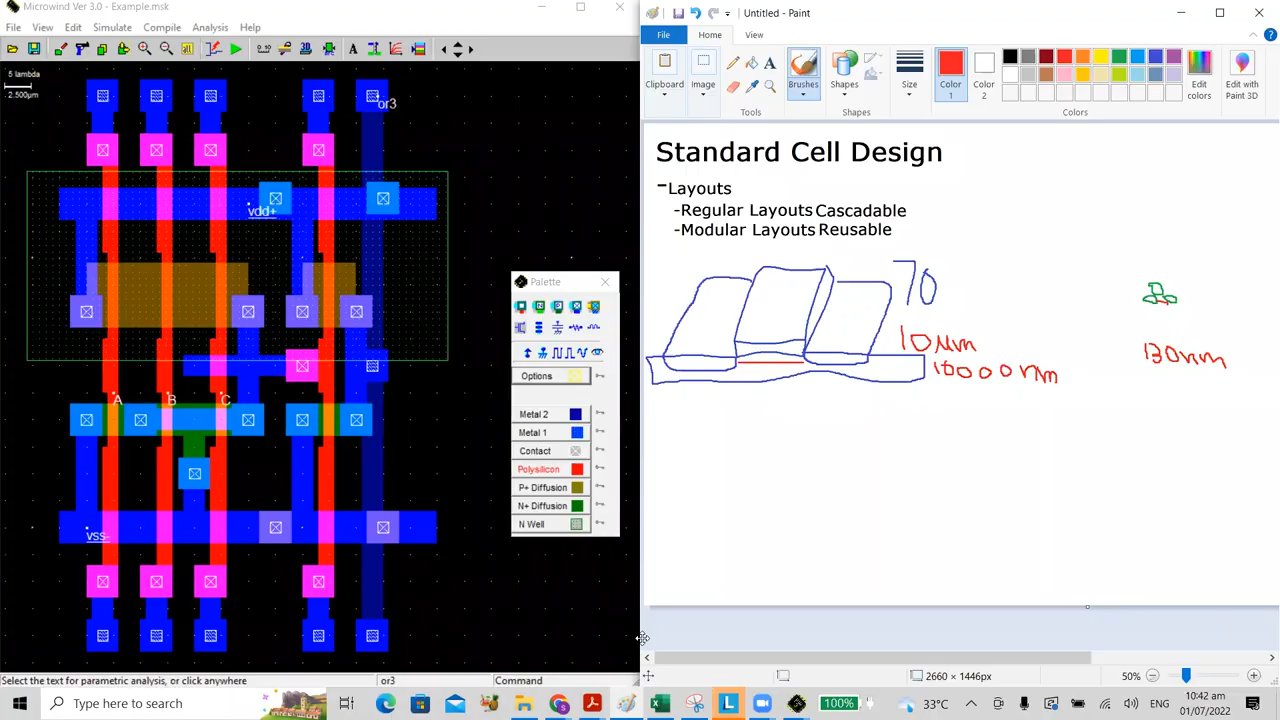 Microwind Ver 3.0 - Example.msk
File View Edit Simulate Compile Analysis Help
5 lambda
2.500µm
or3
vdd+
A B C
vss-
Palette
Options
Metal 2
Metal 1
Contact
Polysilicon
P+ Diffusion
N+ Diffusion
N Well
Select the text for parametric analysis, or click anywhere
or3
Command
Untitled - Paint
File Home View
Clipboard
Image
Tools
Brushes
Shapes
Size
Color 1
Color 2
Edit colors
Edit with Paint 3D
Colors
Standard Cell Design
-Layouts
-Regular Layouts Cascadable
-Modular Layouts Reusable
70
10µm
10000nm
130nm
2660 × 1446px
50%
Type here to search
100%
33°C
ENG
10:42 am
01/07/2022